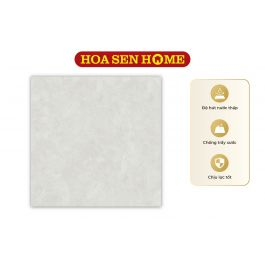 HOA SEN HOME
Độ hút nước thấp
Chống trầy xước
Chịu lực tốt